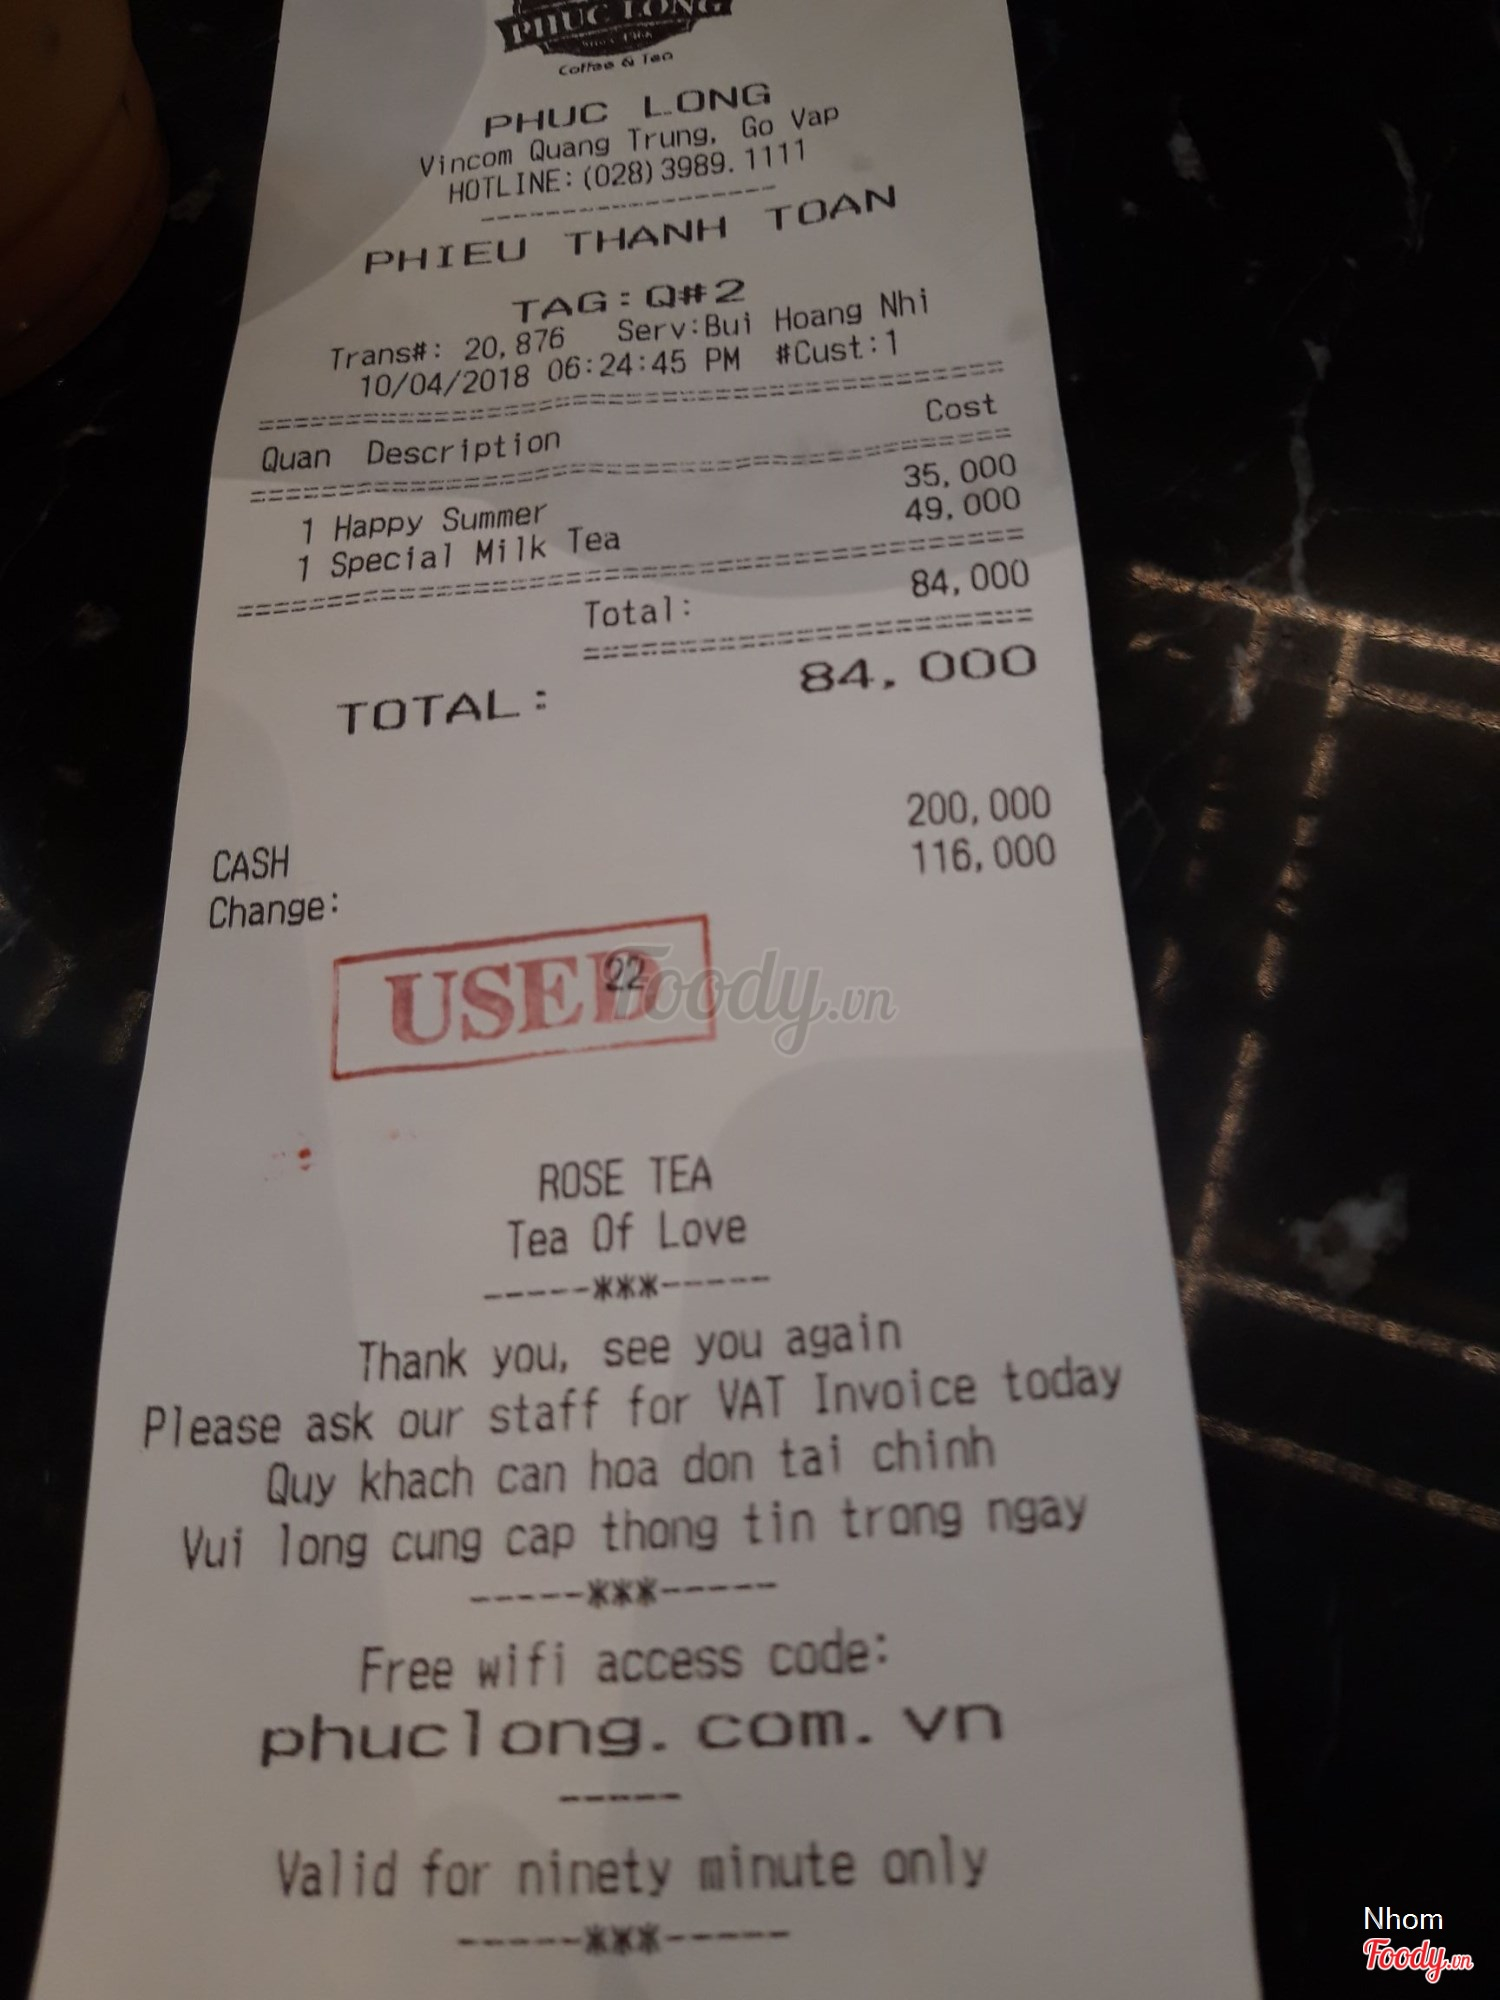 PHUC LONG
Coffee & Tea
PHUC LONG
Vincom Quang Trung, Go Vap
HOTLINE:(028)3989.1111
PHIEU THANH TOAN
TAG:Q#2
Trans#: 20,876 Serv:Bui Hoang Nhi
10/04/2018 06:24:45 PM #Cust:1
Quan Description Cost
1 Happy Summer 35,000
1 Special Milk Tea 49,000
Total: 84,000
TOTAL: 84,000
CASH 200,000
Change: 116,000
USED
22
Foody.vn
ROSE TEA
Tea Of Love
-----***-----
Thank you, see you again
Please ask our staff for VAT Invoice today
Quy khach can hoa don tai chinh
Vui long cung cap thong tin trong ngay
-----***-----
Free wifi access code:
phuclong.com.vn
-----
Valid for ninety minute only
-----***-----
Nhom
Foody.vn